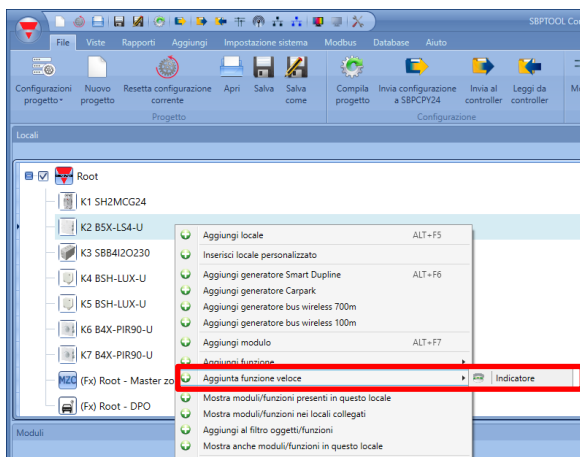 SBPTOOL Co
File Viste Rapporti Aggiungi Impostazione sistema Modbus Database Aiuto
Configurazioni progetto Nuovo progetto Resetta configurazione corrente Apri Salva Salva come Compila progetto Invia configurazione a SBPCPY24 Invia al controller Leggi da controller M
Progetto Configurazione
Locali
Root
K1 SH2MCG24
K2 B5X-LS4-U
K3 SBB4I2O230
K4 BSH-LUX-U
K5 BSH-LUX-U
K6 B4X-PIR90-U
K7 B4X-PIR90-U
MZC (Fx) Root - Master zo
(Fx) Root - DPO
Aggiungi locale ALT+F5
Inserisci locale personalizzato
Aggiungi generatore Smart Dupline ALT+F6
Aggiungi generatore Carpark
Aggiungi generatore bus wireless 700m
Aggiungi generatore bus wireless 100m
Aggiungi modulo ALT+F7
Aggiungi funzione
Aggiunta funzione veloce Indicatore
Mostra moduli/funzioni presenti in questo locale
Mostra moduli/funzioni nei locali collegati
Aggiungi al filtro oggetti/funzioni
Mostra anche moduli/funzioni in questo locale
Moduli